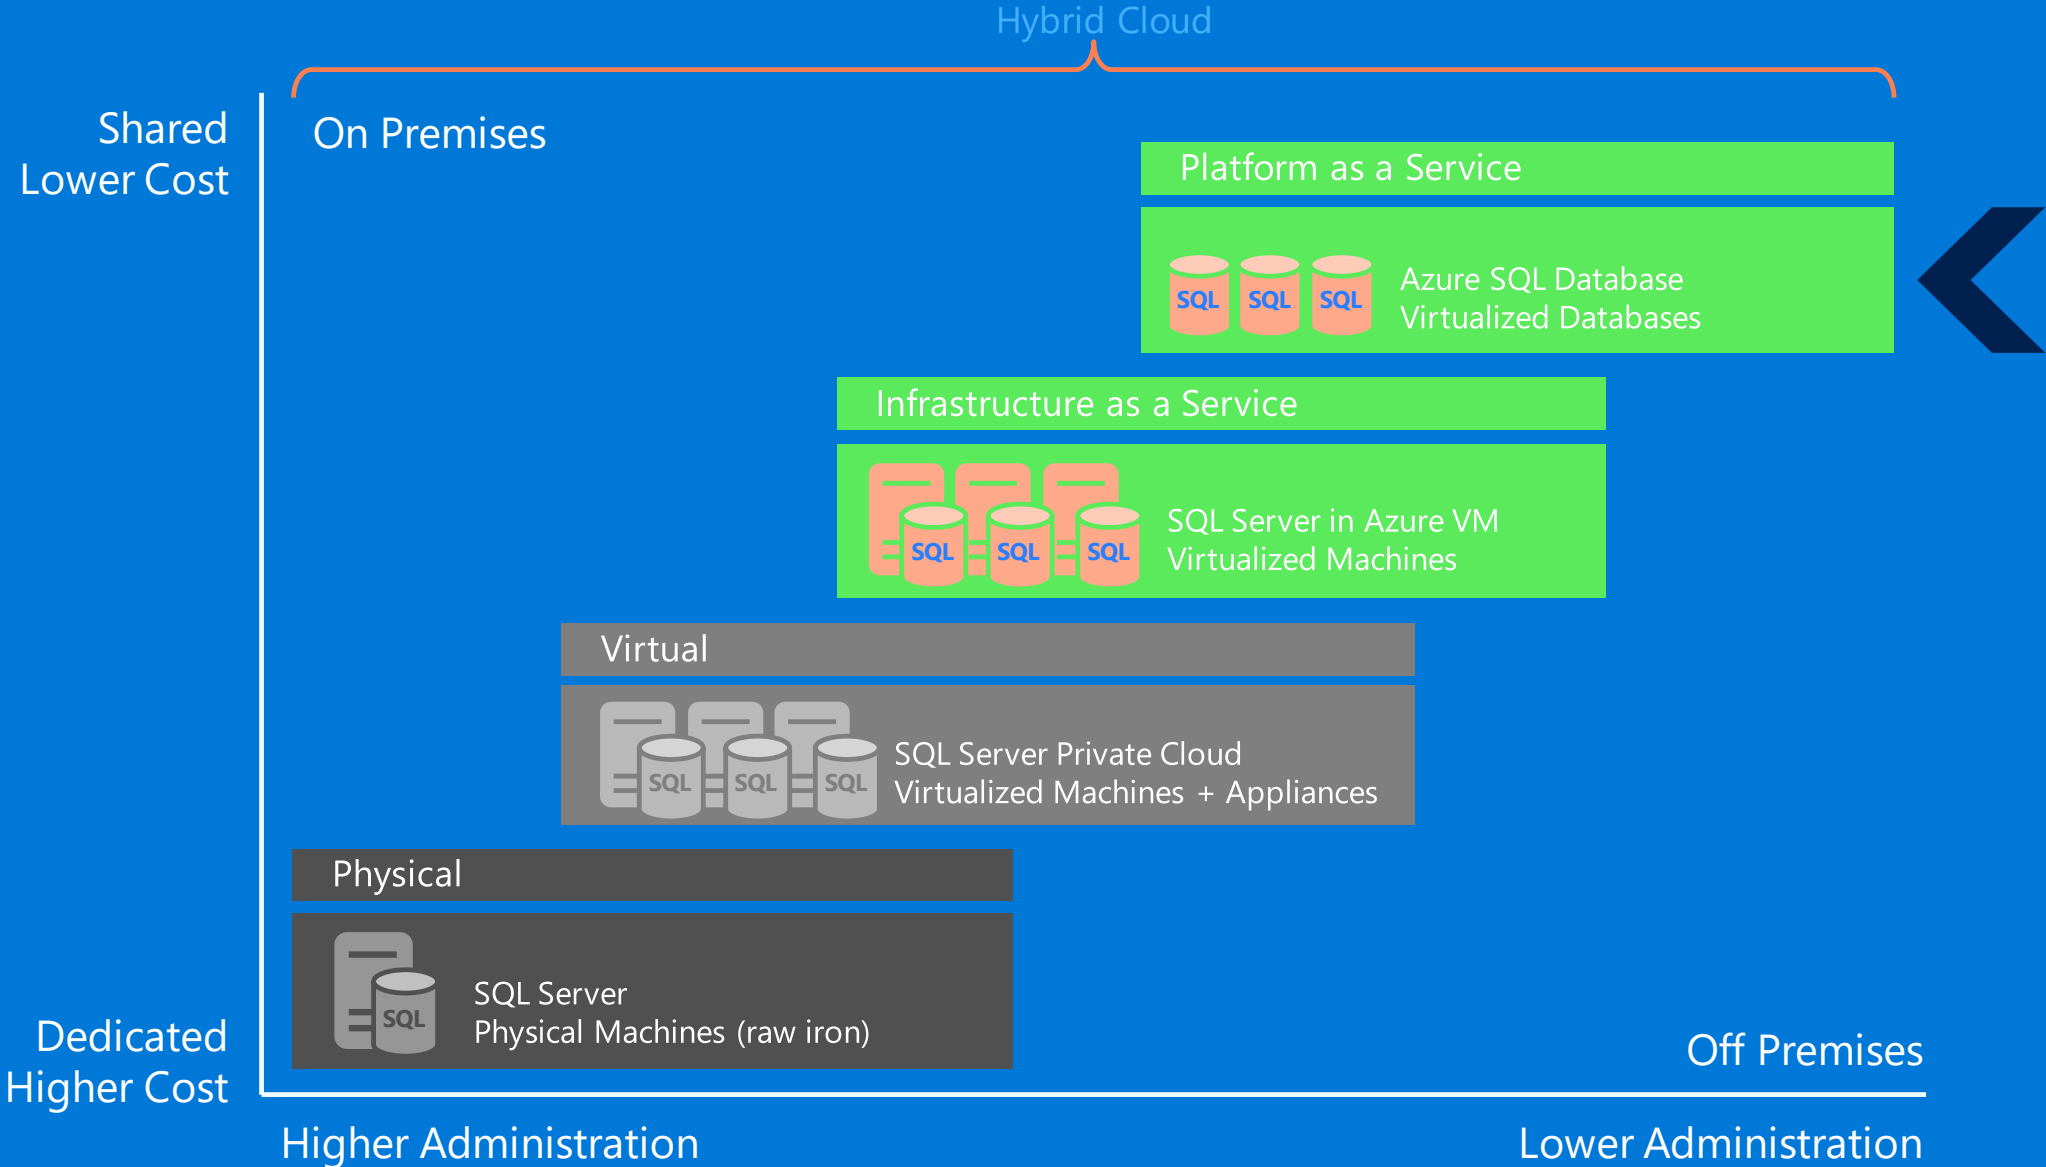 Hybrid Cloud
Shared
Lower Cost
On Premises
Platform as a Service
SQL SQL SQL
Azure SQL Database
Virtualized Databases
Infrastructure as a Service
SQL SQL SQL
SQL Server in Azure VM
Virtualized Machines
Virtual
SQL SQL SQL
SQL Server Private Cloud
Virtualized Machines + Appliances
Physical
SQL
SQL Server
Physical Machines (raw iron)
Dedicated
Higher Cost
Off Premises
Higher Administration
Lower Administration